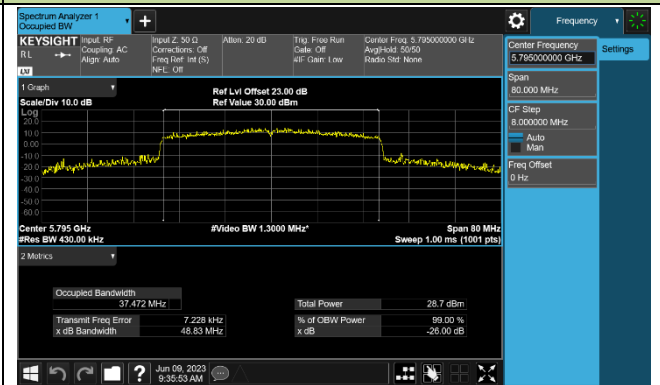 Spectrum Analyzer 1
Occupied BW
Frequency
KEYSIGHT
RL
LXI
Input: RF
Coupling: AC
Align: Auto
Input Z: 50 Ω
Corrections: Off
Freq Ref: Int (S)
NFE: Off
Atten: 20 dB
Trig: Free Run
Gate: Off
#IF Gain: Low
Center Freq: 5.795000000 GHz
Avg|Hold: 50/50
Radio Std: None
Center Frequency
5.795000000 GHz
Settings
Span
80.000 MHz
CF Step
8.000000 MHz
Auto
Man
Freq Offset
0 Hz
1 Graph
Scale/Div 10.0 dB
Ref Lvl Offset 23.00 dB
Ref Value 30.00 dBm
Log
20.0
10.0
0.00
-10.0
-20.0
-30.0
-40.0
-50.0
-60.0
Center 5.795 GHz
#Res BW 430.00 kHz
#Video BW 1.3000 MHz*
Span 80 MHz
Sweep 1.00 ms (1001 pts)
2 Metrics
Occupied Bandwidth
37.472 MHz
Total Power
28.7 dBm
Transmit Freq Error
7.228 kHz
% of OBW Power
99.00 %
x dB Bandwidth
48.83 MHz
x dB
-26.00 dB
?
Jun 09, 2023
9:35:53 AM